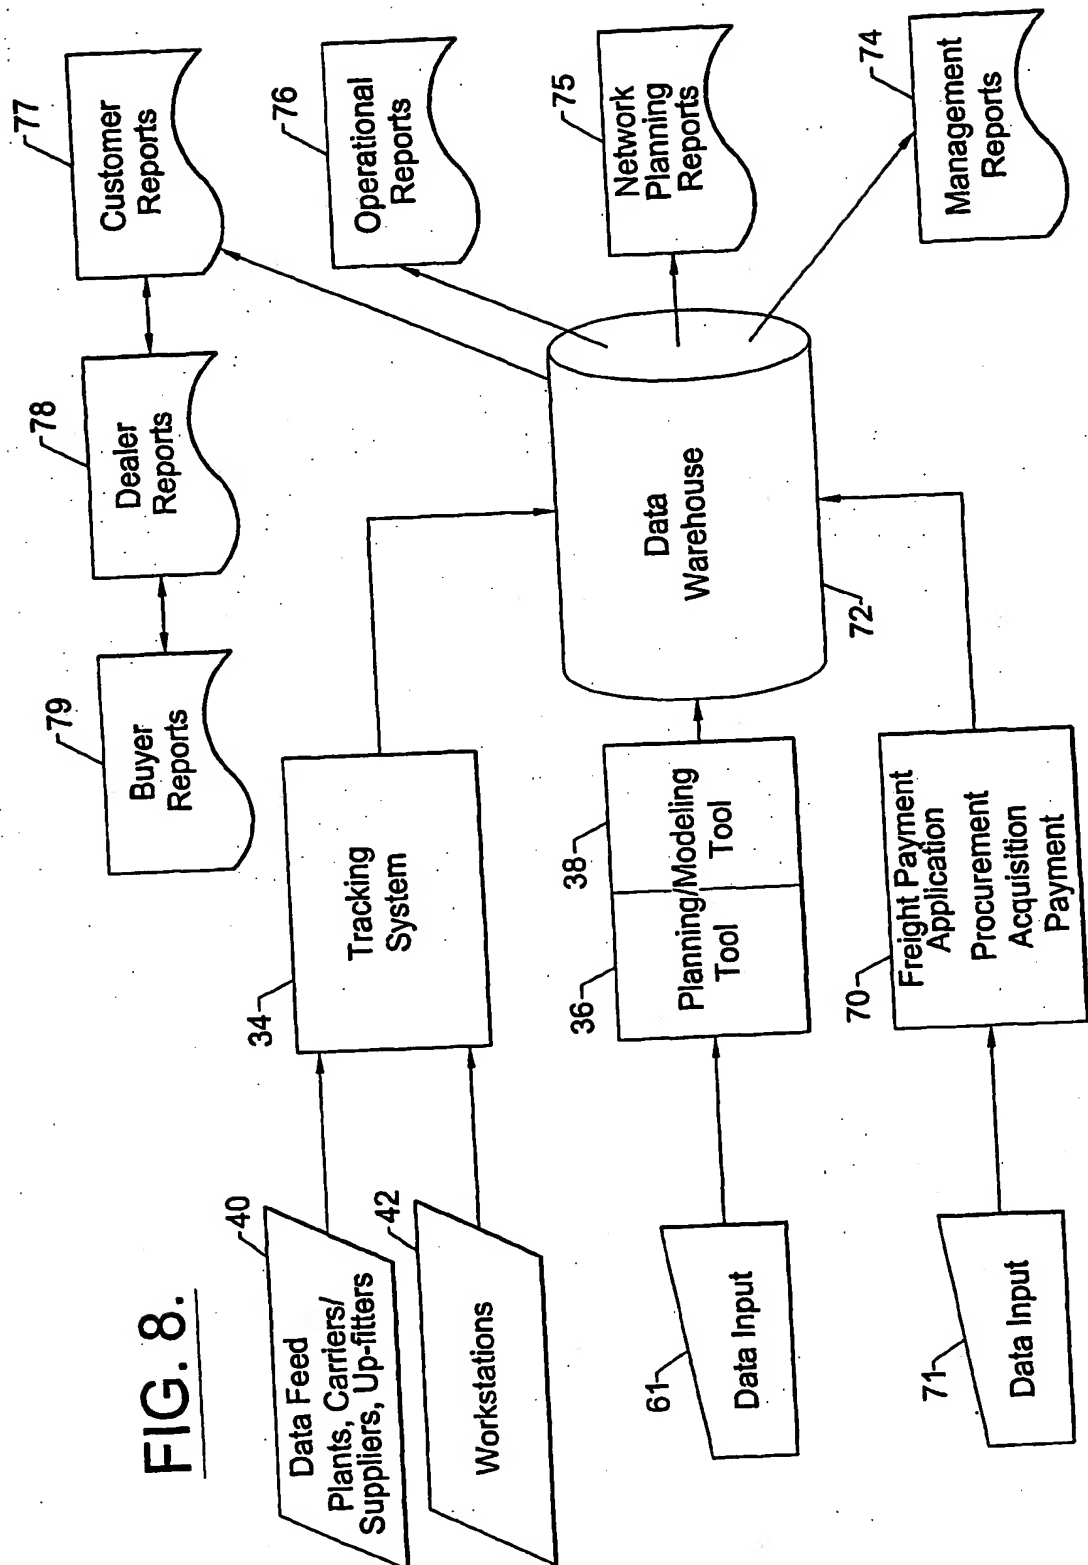 FIG. 8.
40
Data Feed
Plants, Carriers/
Suppliers, Up-fitters
42
Workstations
61
Data Input
71
Data Input
34
Tracking
System
36
38
Planning/Modeling
Tool
Tool
70
Freight Payment
Application
Procurement
Acquisition
Payment
79
Buyer
Reports
78
Dealer
Reports
77
Customer
Reports
76
Operational
Reports
75
Network
Planning
Reports
74
Management
Reports
Data
Warehouse
72